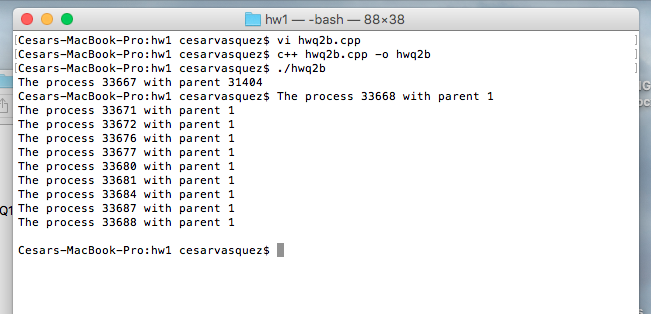 hw1 — -bash — 88×38
[Cesars-MacBook-Pro:hw1 cesarvasquez$ vi hwq2b.cpp ]
[Cesars-MacBook-Pro:hw1 cesarvasquez$ c++ hwq2b.cpp -o hwq2b ]
[Cesars-MacBook-Pro:hw1 cesarvasquez$ ./hwq2b ]
The process 33667 with parent 31404
Cesars-MacBook-Pro:hw1 cesarvasquez$ The process 33668 with parent 1
The process 33671 with parent 1
The process 33672 with parent 1
The process 33676 with parent 1
The process 33677 with parent 1
The process 33680 with parent 1
The process 33681 with parent 1
The process 33684 with parent 1
The process 33687 with parent 1
The process 33688 with parent 1
Cesars-MacBook-Pro:hw1 cesarvasquez$
Q1